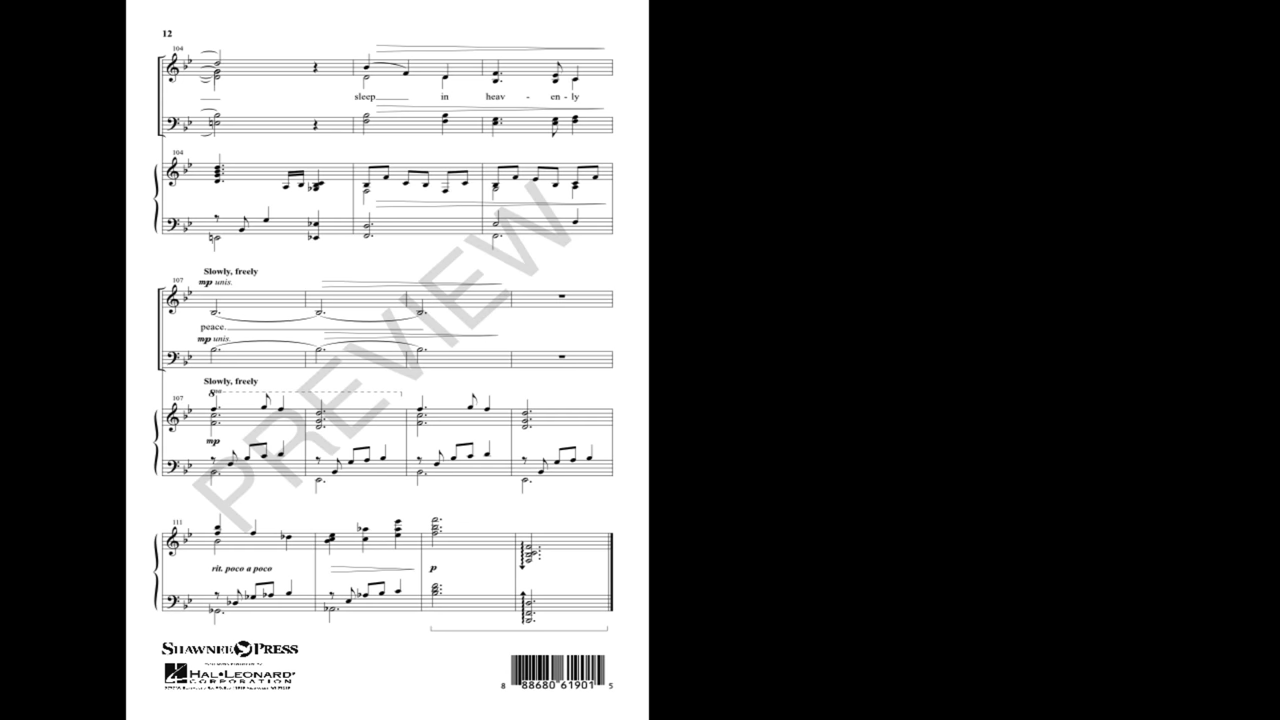 12
104
sleep in heav - en - ly
104
Slowly, freely
107
mp unis.
peace.
mp unis.
Slowly, freely
8va
107
mp
111
rit. poco a poco
p
PREVIEW
SHAWNEE PRESS
HAL•LEONARD
CORPORATION
8 88680 61901 5